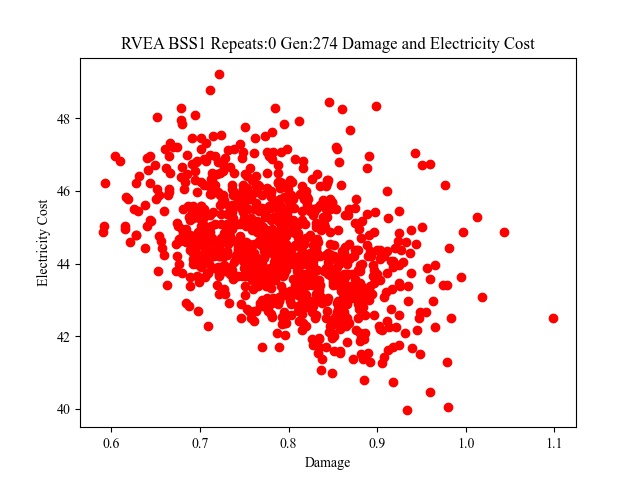 RVEA BSS1 Repeats:0 Gen:274 Damage and Electricity Cost
48
46
44
42
40
Electricity Cost
0.6 0.7 0.8 0.9 1.0 1.1
Damage